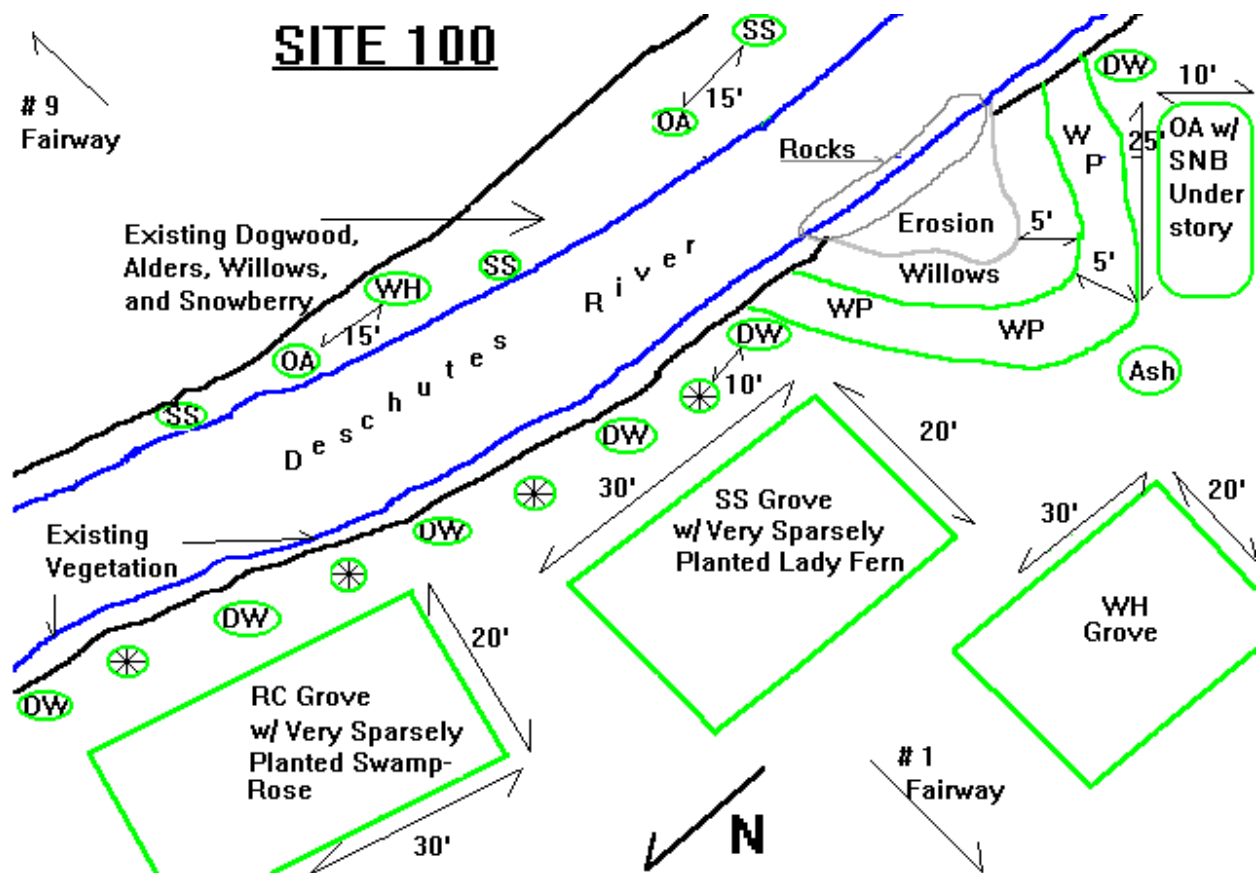 SITE 100
# 9
Fairway
SS
15'
OA
DW
10'
Rocks
W
P
25'
OA w/
SNB
Under
story
Existing Dogwood,
Alders, Willows,
and Snowberry
Erosion
5'
Willows
5'
SS
WH
15'
OA
SS
Deschutes River
WP
WP
DW
10'
Ash
DW
20'
30'
SS Grove
w/ Very Sparsely
Planted Lady Fern
30'
20'
WH
Grove
Existing
Vegetation
DW
DW
DW
20'
RC Grove
w/ Very Sparsely
Planted Swamp-
Rose
30'
# 1
Fairway
N